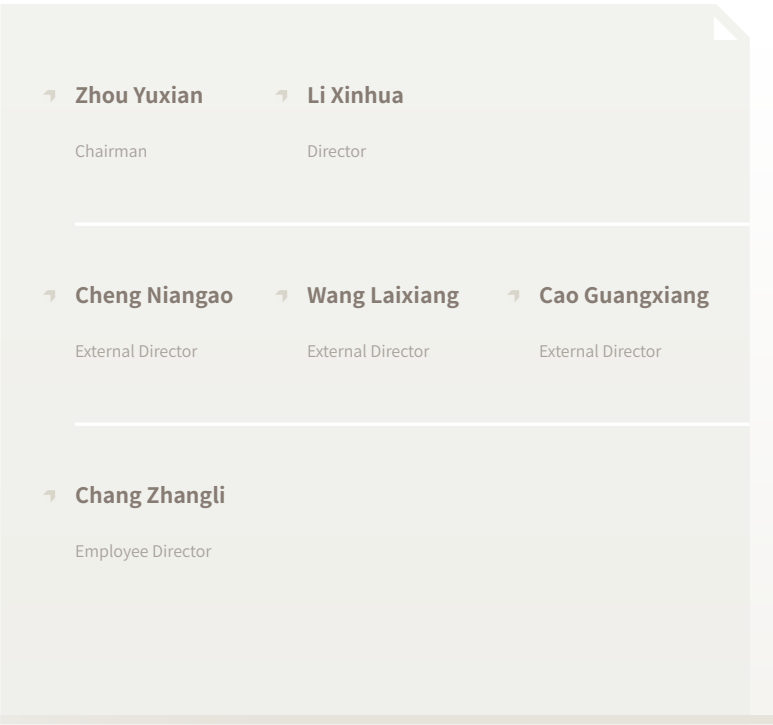 Zhou Yuxian Li Xinhua
Chairman Director
Cheng Niangao Wang Laixiang Cao Guangxiang
External Director External Director External Director
Chang Zhangli
Employee Director